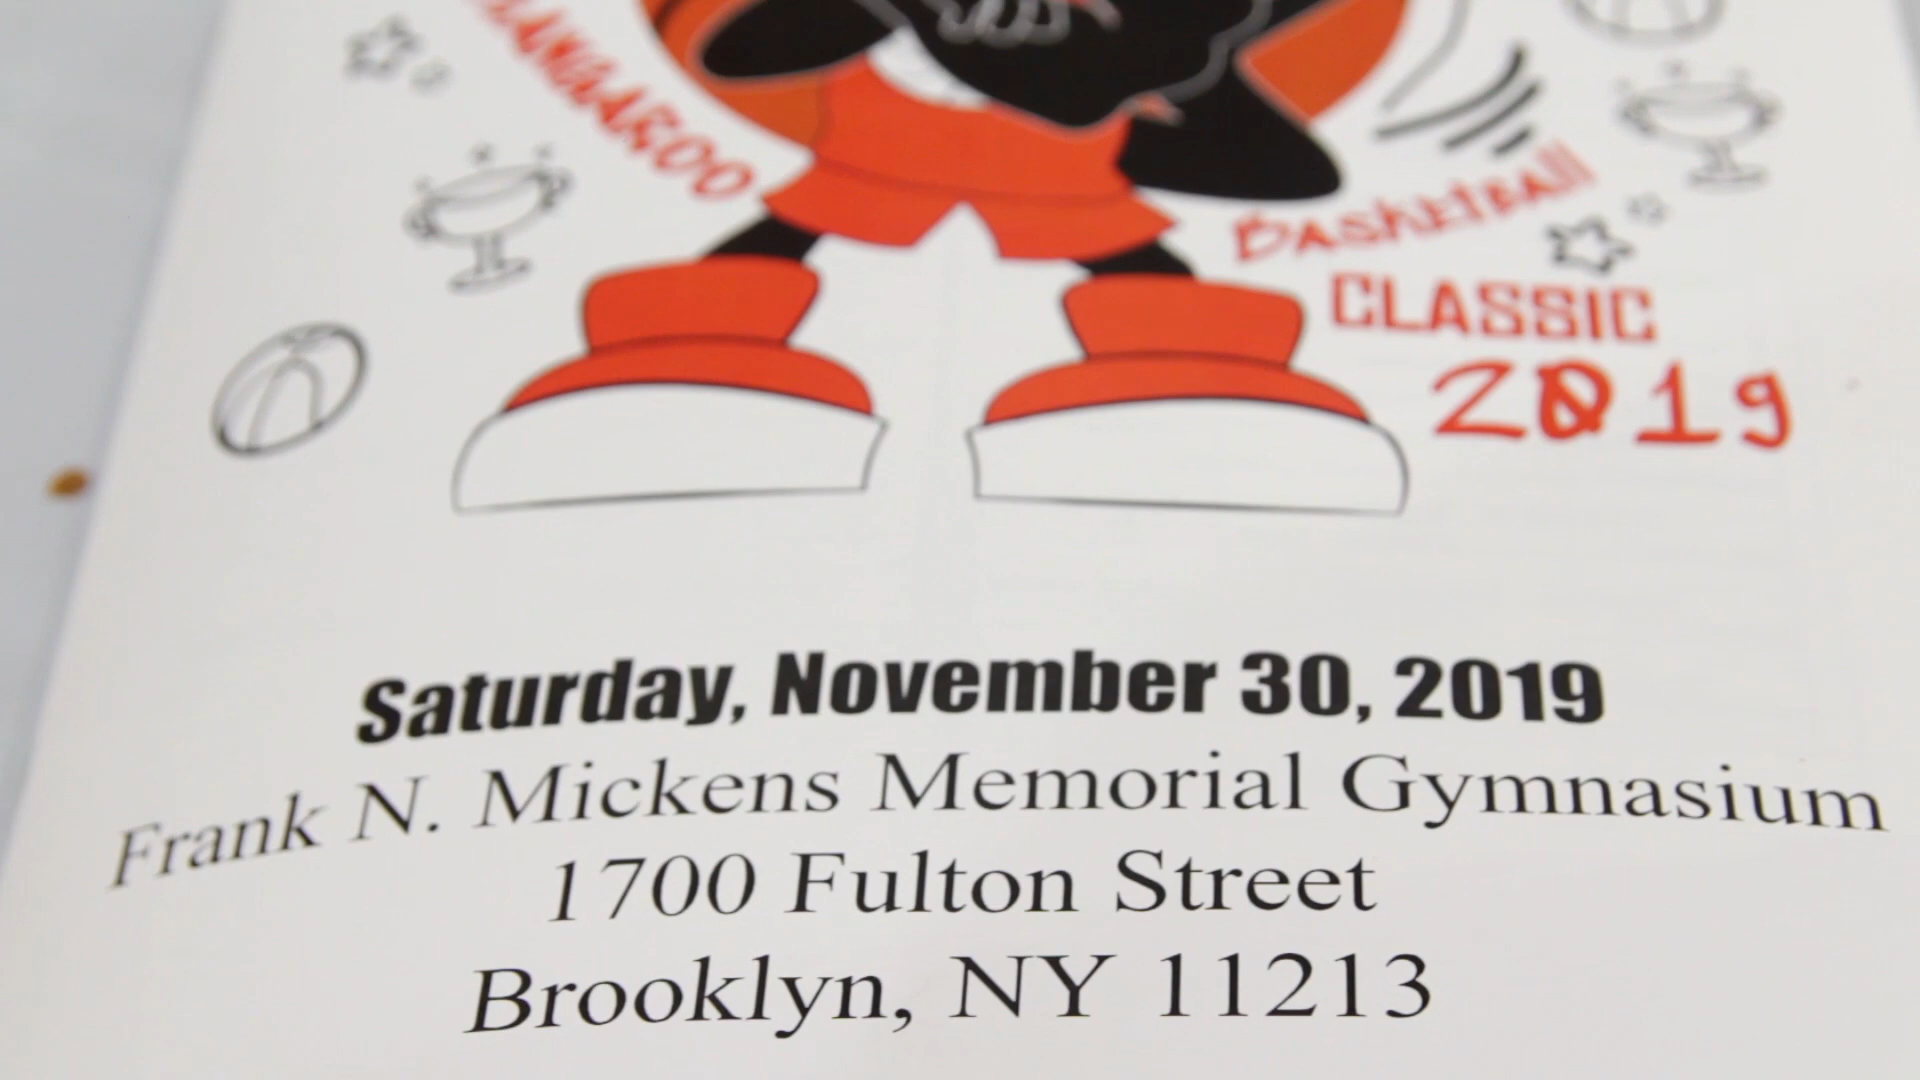 Basketball
CLASSIC
2019
Saturday, November 30, 2019
Frank N. Mickens Memorial Gymnasium
1700 Fulton Street
Brooklyn, NY 11213